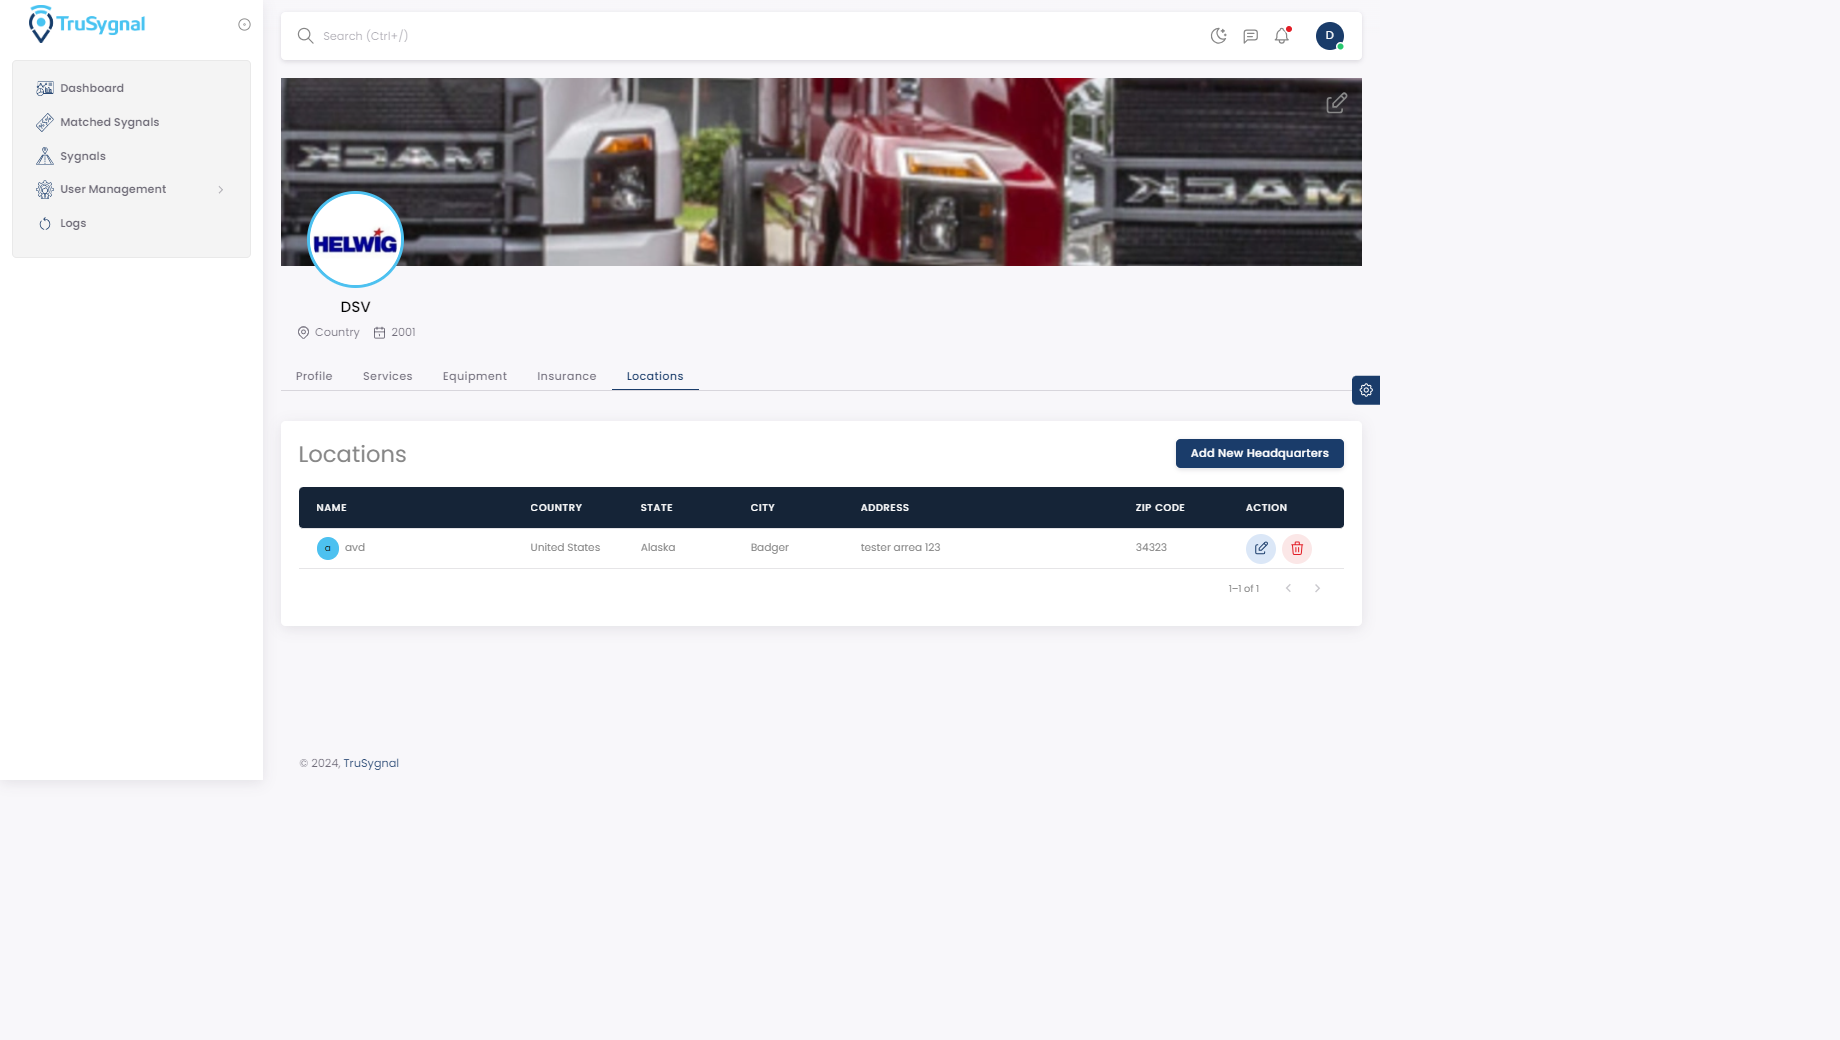 TruSygnal
Search (Ctrl+/)
D
Dashboard
Matched Sygnals
Sygnals
User Management
Logs
MACK
MACK
HELWIG
DSV
Country 2001
Profile Services Equipment Insurance Locations
Locations
Add New Headquarters
NAME COUNTRY STATE CITY ADDRESS ZIP CODE ACTION
a avd United States Alaska Badger tester arrea 123 34323
1–1 of 1
© 2024, TruSygnal